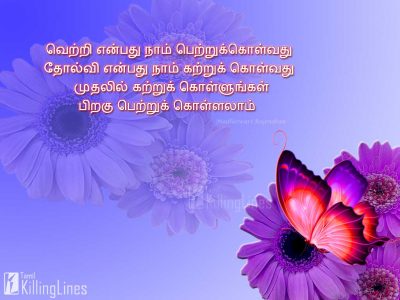 வெற்றி என்பது நாம் பெற்றுக்கொள்வது
தோல்வி என்பது நாம் கற்றுக் கொள்வது
முதலில் கற்றுக் கொள்ளுங்கள்
பிறகு பெற்றுக் கொள்ளலாம்
Tamil
KillingLines